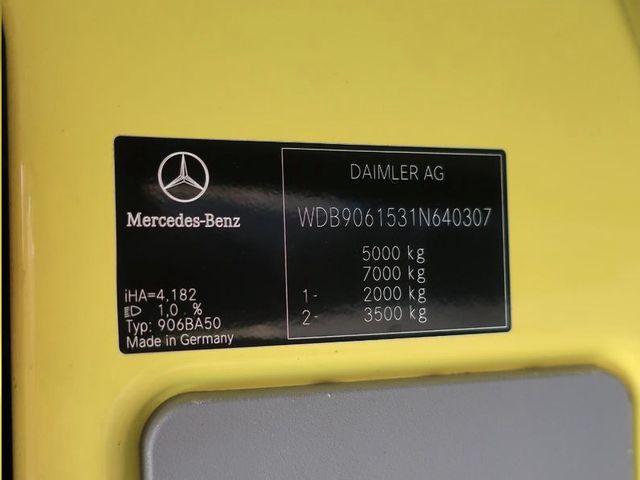 Mercedes-Benz
iHA=4,182
1,0 %
Typ: 906BA50
Made in Germany
DAIMLER AG
WDB9061531N640307
5000 kg
7000 kg
1- 2000 kg
2- 3500 kg